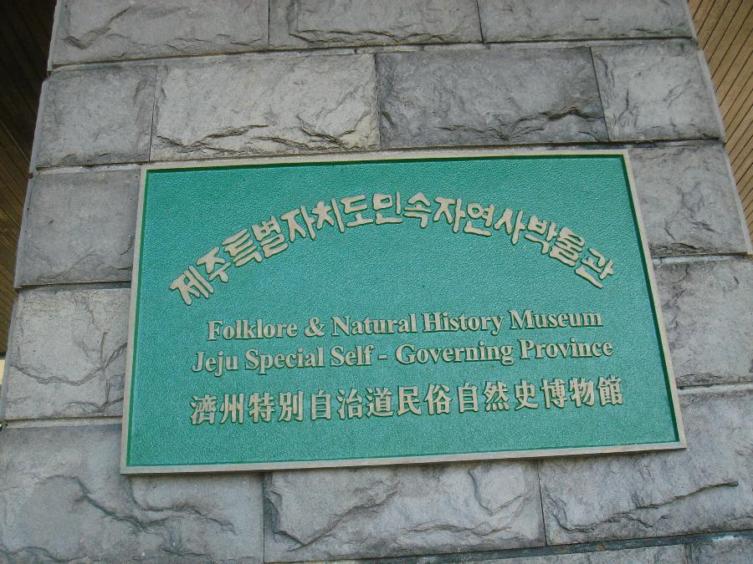 제주특별자치도민속자연사박물관
Folklore & Natural History Museum
Jeju Special Self - Governing Province
濟州特別自治道民俗自然史博物館